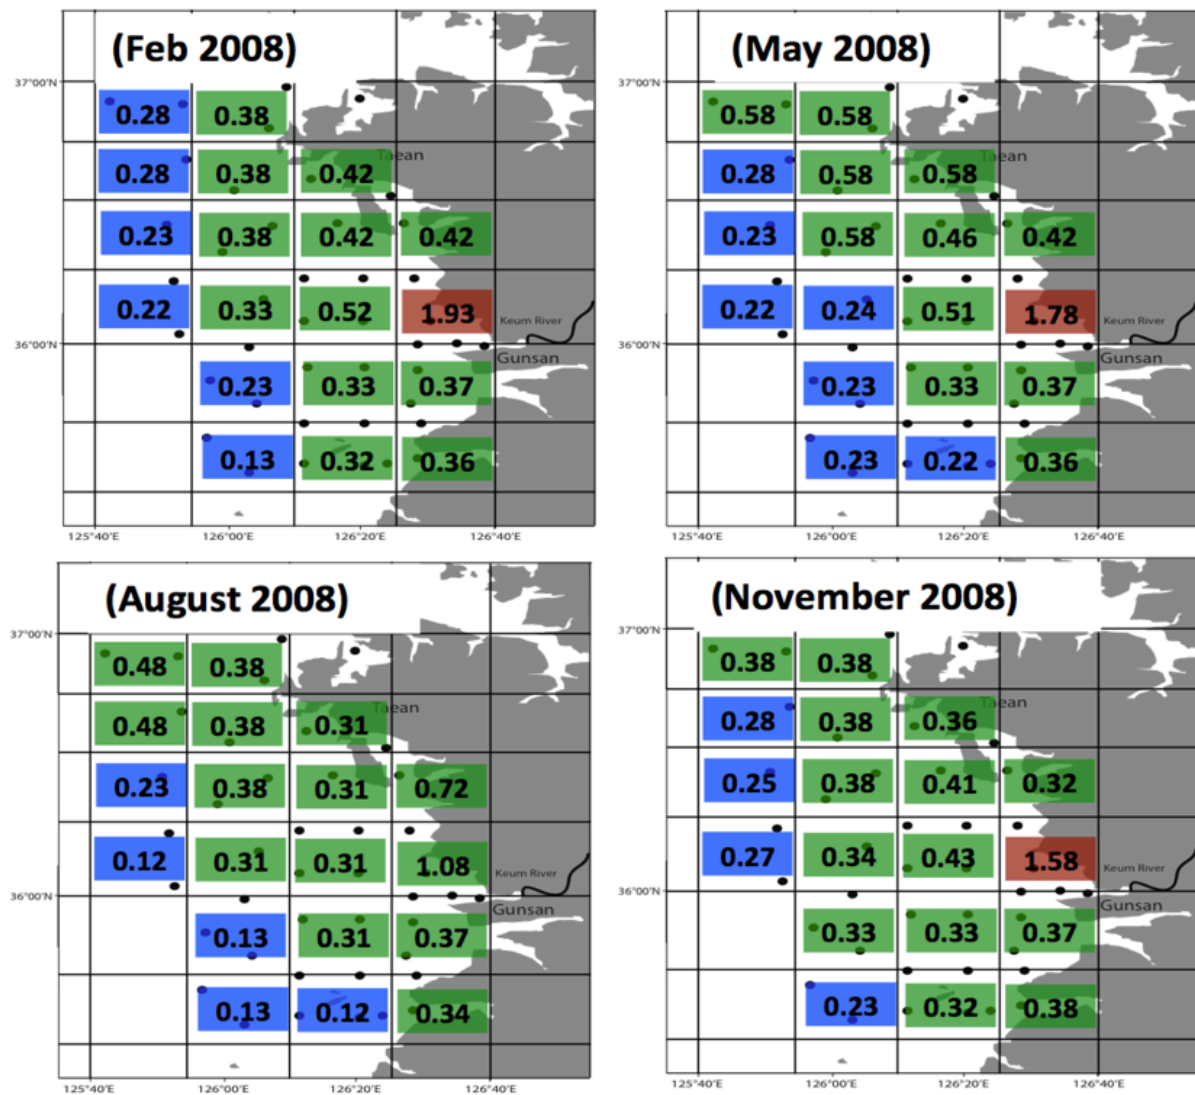 (Feb 2008)
37°00'N
0.28 0.38
Taean
0.28 0.38 0.42
0.23 0.38 0.42 0.42
0.22 0.33 0.52 1.93
Keum River
36°00'N
Gunsan
0.23 0.33 0.37
0.13 0.32 0.36
125°40'E 126°00'E 126°20'E 126°40'E
(May 2008)
37°00'N
0.58 0.58
Taean
0.28 0.58 0.58
0.23 0.58 0.46 0.42
0.22 0.24 0.51 1.78
Keum River
36°00'N
Gunsan
0.23 0.33 0.37
0.23 0.22 0.36
125°40'E 126°00'E 126°20'E 126°40'E
(August 2008)
37°00'N
0.48 0.38
Taean
0.48 0.38 0.31
0.23 0.38 0.31 0.72
0.12 0.31 0.31 1.08
Keum River
36°00'N
Gunsan
0.13 0.31 0.37
0.13 0.12 0.34
125°40'E 126°00'E 126°20'E 126°40'E
(November 2008)
37°00'N
0.38 0.38
Taean
0.28 0.38 0.36
0.25 0.38 0.41 0.32
0.27 0.34 0.43 1.58
Keum River
36°00'N
Gunsan
0.33 0.33 0.37
0.23 0.32 0.38
125°40'E 126°00'E 126°20'E 126°40'E